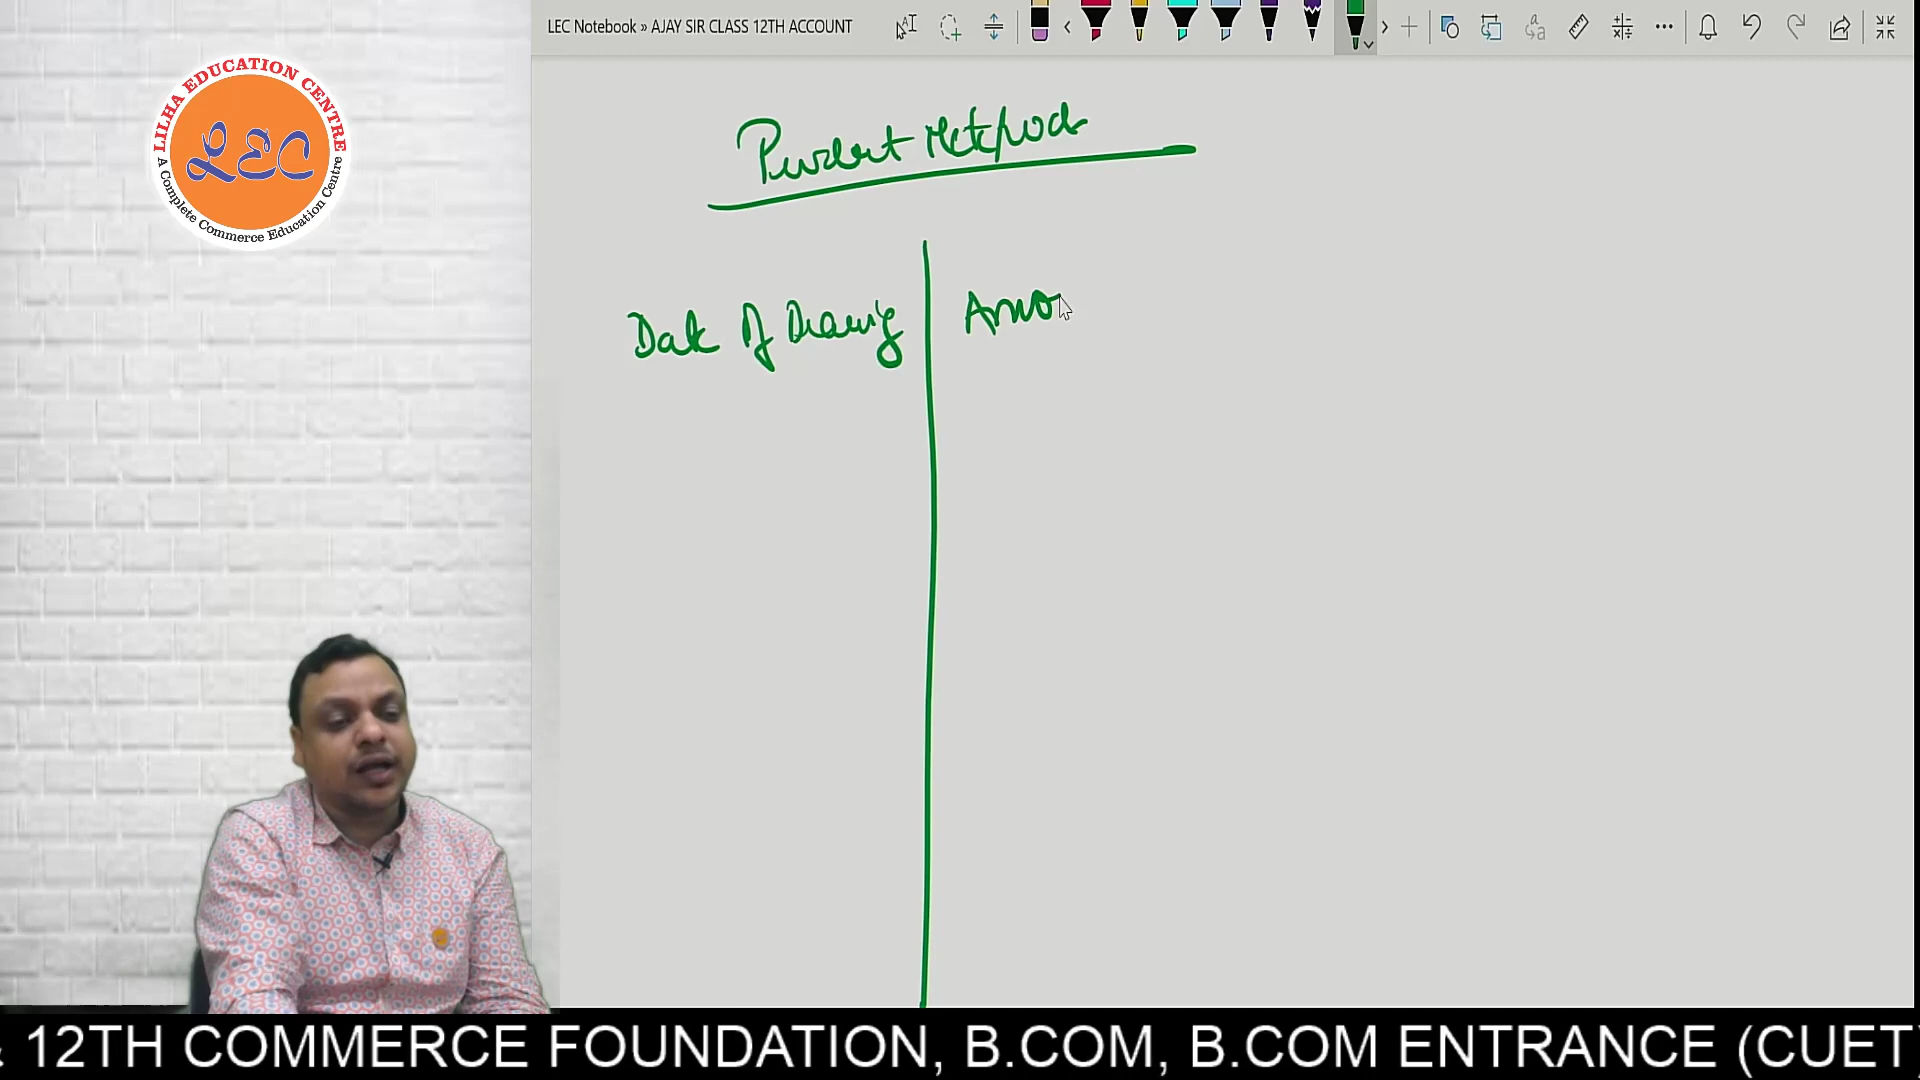 LEC Notebook » AJAY SIR CLASS 12TH ACCOUNT
LILHA EDUCATION CENTRE
LEC
A Complete Commerce Education Centre
Product Method
Date Of Drawing
Amo
& 12TH COMMERCE FOUNDATION, B.COM, B.COM ENTRANCE (CUET)